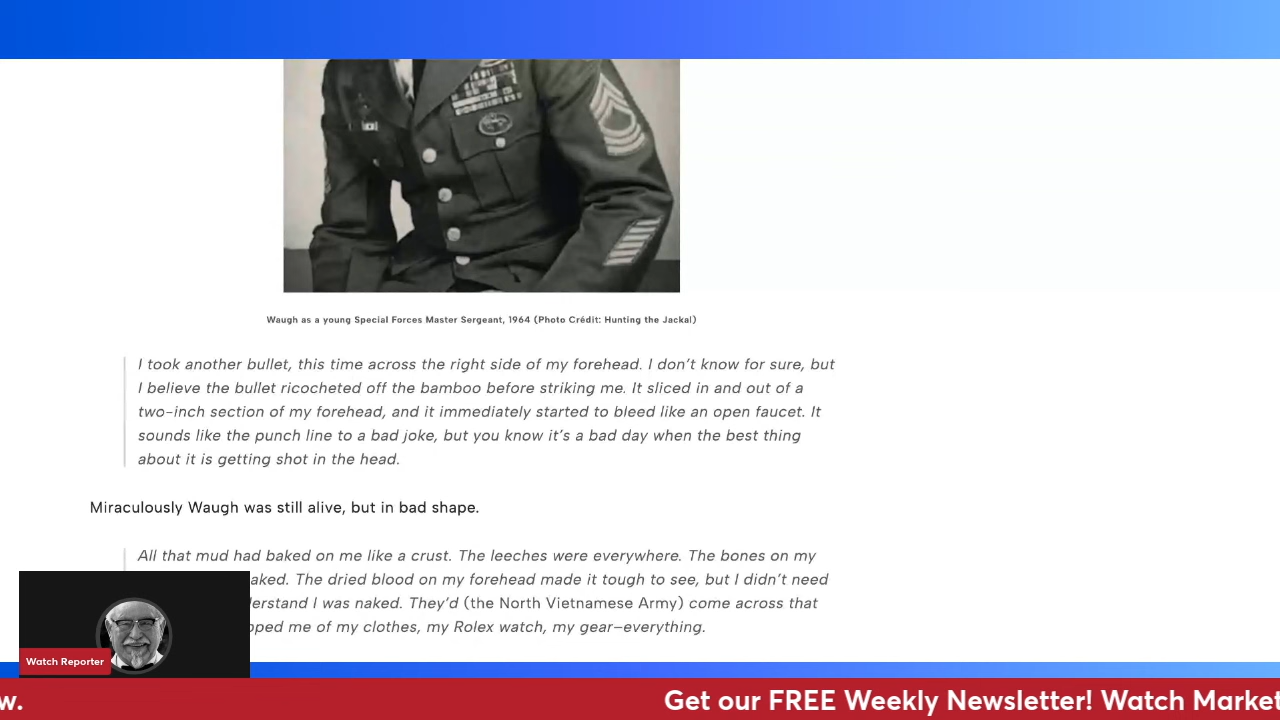 Waugh as a young Special Forces Master Sergeant, 1964 (Photo Crédit: Hunting the Jackal)
I took another bullet, this time across the right side of my forehead. I don’t know for sure, but
I believe the bullet ricocheted off the bamboo before striking me. It sliced in and out of a
two-inch section of my forehead, and it immediately started to bleed like an open faucet. It
sounds like the punch line to a bad joke, but you know it’s a bad day when the best thing
about it is getting shot in the head.
Miraculously Waugh was still alive, but in bad shape.
All that mud had baked on me like a crust. The leeches were everywhere. The bones on my
aked. The dried blood on my forehead made it tough to see, but I didn’t need
derstand I was naked. They’d (the North Vietnamese Army) come across that
pped me of my clothes, my Rolex watch, my gear–everything.
Watch Reporter
w.
Get our FREE Weekly Newsletter! Watch Market